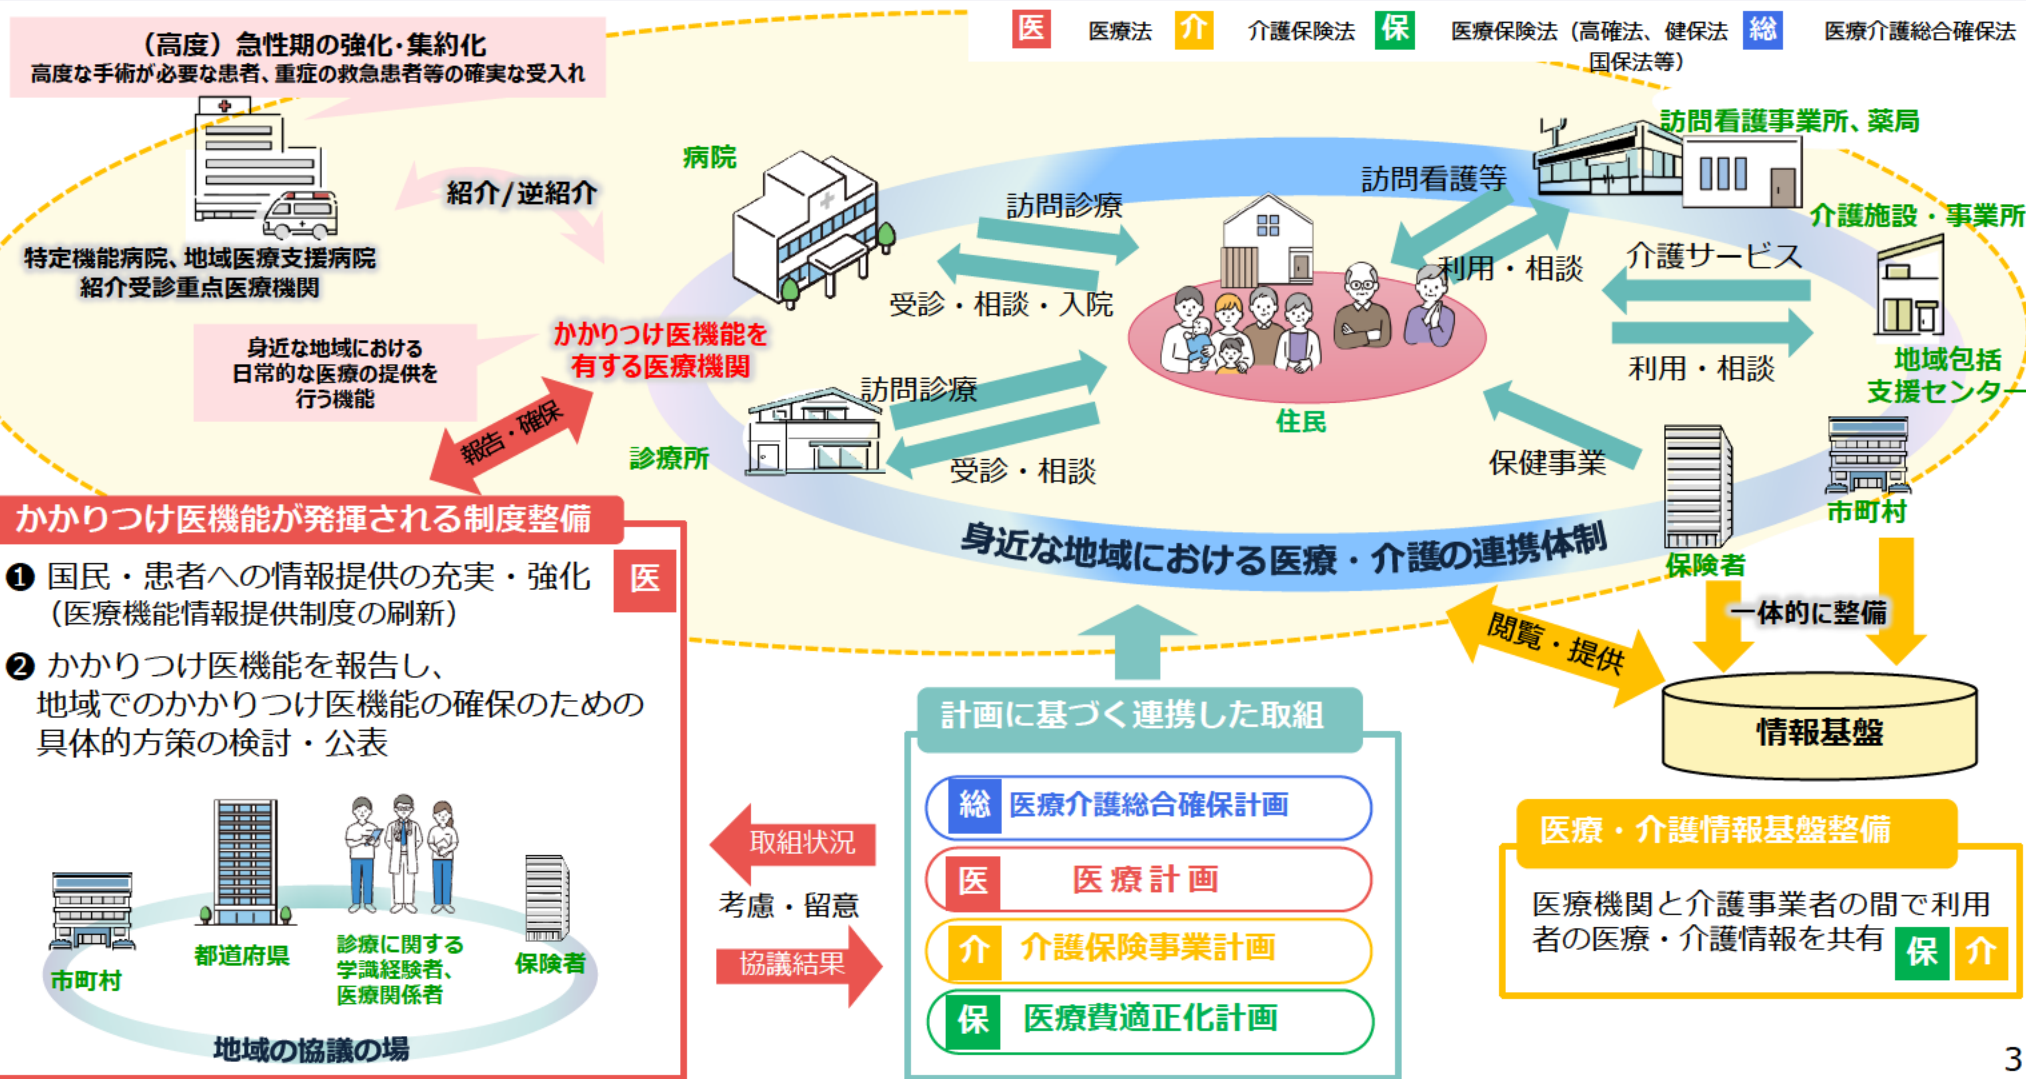 (高度)急性期の強化・集約化
高度な手術が必要な患者、重症の救急患者等の確実な受入れ
医 医療法 介 介護保険法 保 医療保険法(高確法、健保法
国保法等) 総 医療介護総合確保法
特定機能病院、地域医療支援病院
紹介受診重点医療機関
紹介/逆紹介
身近な地域における
日常的な医療の提供を
行う機能
かかりつけ医機能を
有する医療機関
報告・確保
病院
訪問診療
受診・相談・入院
診療所
訪問診療
受診・相談
住民
訪問看護事業所、薬局
訪問看護等
利用・相談
介護施設・事業所
介護サービス
利用・相談
地域包括
支援センター
保健事業
保険者
市町村
身近な地域における医療・介護の連携体制
一体的に整備
閲覧・提供
情報基盤
かかりつけ医機能が発揮される制度整備
医
❶ 国民・患者への情報提供の充実・強化
(医療機能情報提供制度の刷新)
❷ かかりつけ医機能を報告し、
地域でのかかりつけ医機能の確保のための
具体的方策の検討・公表
市町村
都道府県
診療に関する
学識経験者、
医療関係者
保険者
地域の協議の場
取組状況
考慮・留意
協議結果
計画に基づく連携した取組
総 医療介護総合確保計画
医 医療計画
介 介護保険事業計画
保 医療費適正化計画
医療・介護情報基盤整備
医療機関と介護事業者の間で利用
者の医療・介護情報を共有
保 介
3